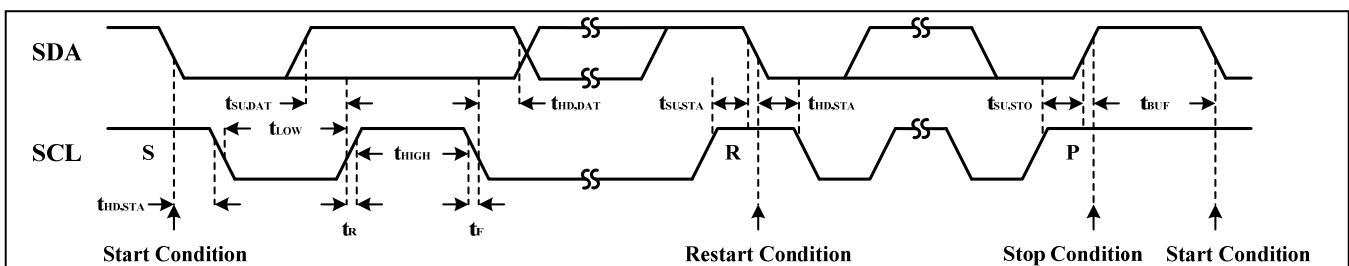 SDA
tSU,DAT tHD,DAT tSU,STA tHD,STA tSU,STO tBUF
tLOW
SCL S tHIGH R P
tHD,STA
tR tF
Start Condition Restart Condition Stop Condition Start Condition